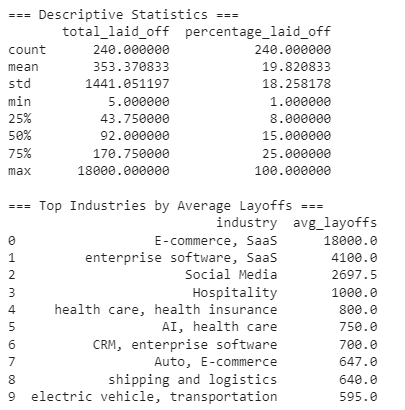 === Descriptive Statistics ===
total_laid_off percentage_laid_off
count 240.000000 240.000000
mean 353.370833 19.820833
std 1441.051197 18.258178
min 5.000000 1.000000
25% 43.750000 8.000000
50% 92.000000 15.000000
75% 170.750000 25.000000
max 18000.000000 100.000000
=== Top Industries by Average Layoffs ===
industry avg_layoffs
0 E-commerce, SaaS 18000.0
1 enterprise software, SaaS 4100.0
2 Social Media 2697.5
3 Hospitality 1000.0
4 health care, health insurance 800.0
5 AI, health care 750.0
6 CRM, enterprise software 700.0
7 Auto, E-commerce 647.0
8 shipping and logistics 640.0
9 electric vehicle, transportation 595.0